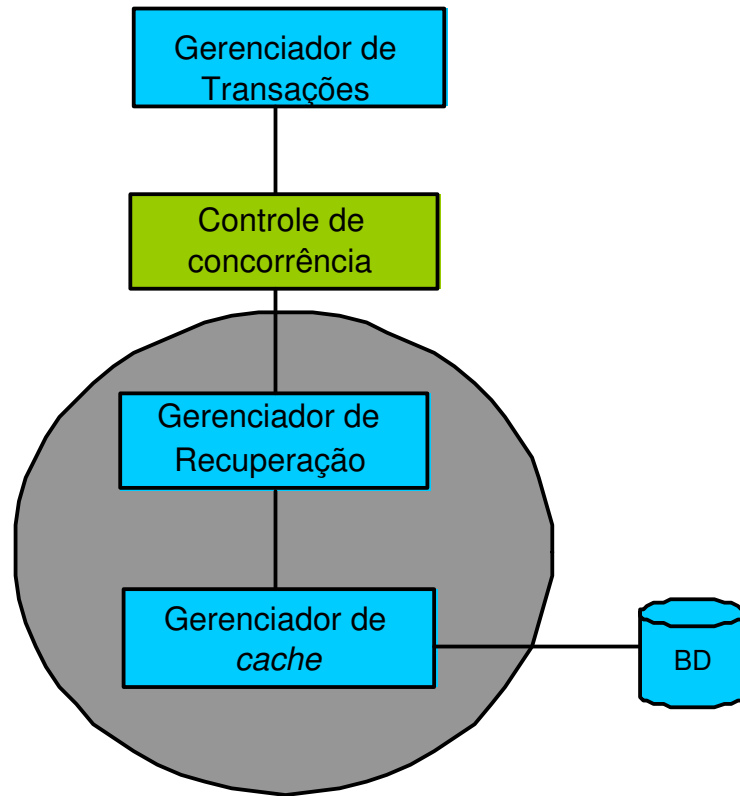 Gerenciador de
Transações
Controle de
concorrência
Gerenciador de
Recuperação
Gerenciador de
cache
BD